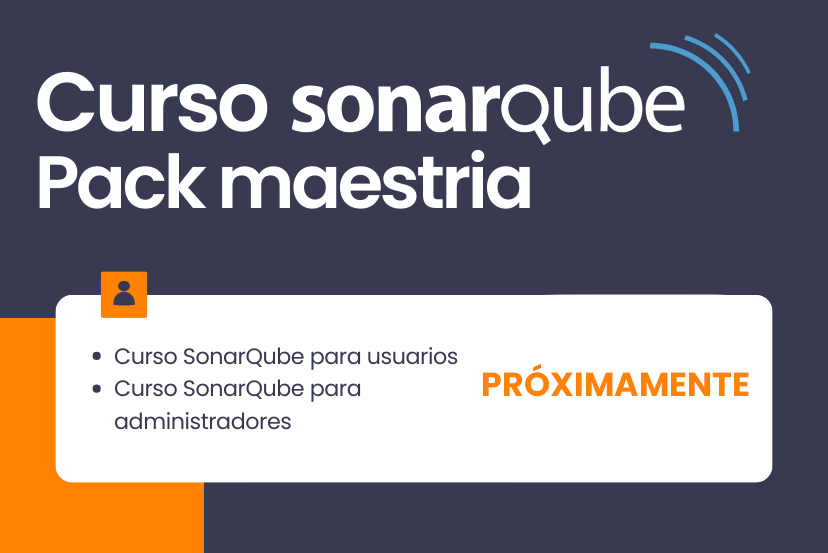 Curso sonarqube
Pack maestria
• Curso SonarQube para usuarios
• Curso SonarQube para
administradores
PRÓXIMAMENTE